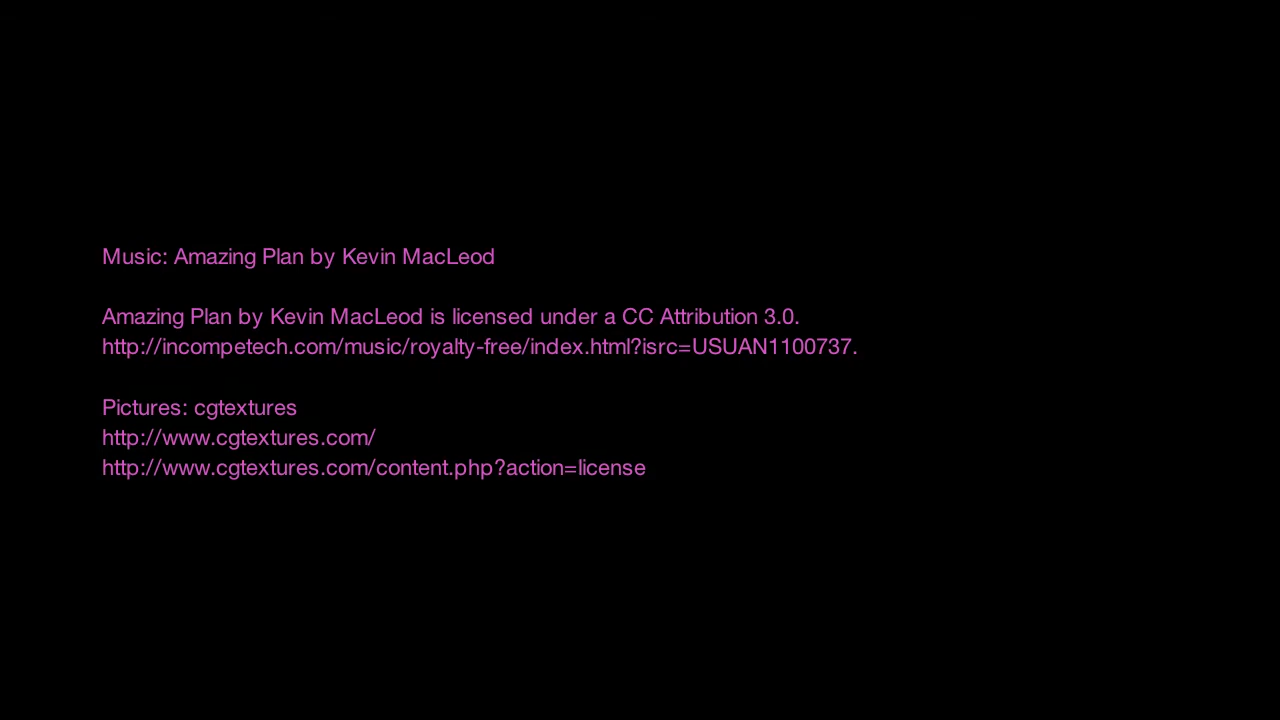 Music: Amazing Plan by Kevin MacLeod
Amazing Plan by Kevin MacLeod is licensed under a CC Attribution 3.0.
http://incompetech.com/music/royalty-free/index.html?isrc=USUAN1100737.
Pictures: cgtextures
http://www.cgtextures.com/
http://www.cgtextures.com/content.php?action=license